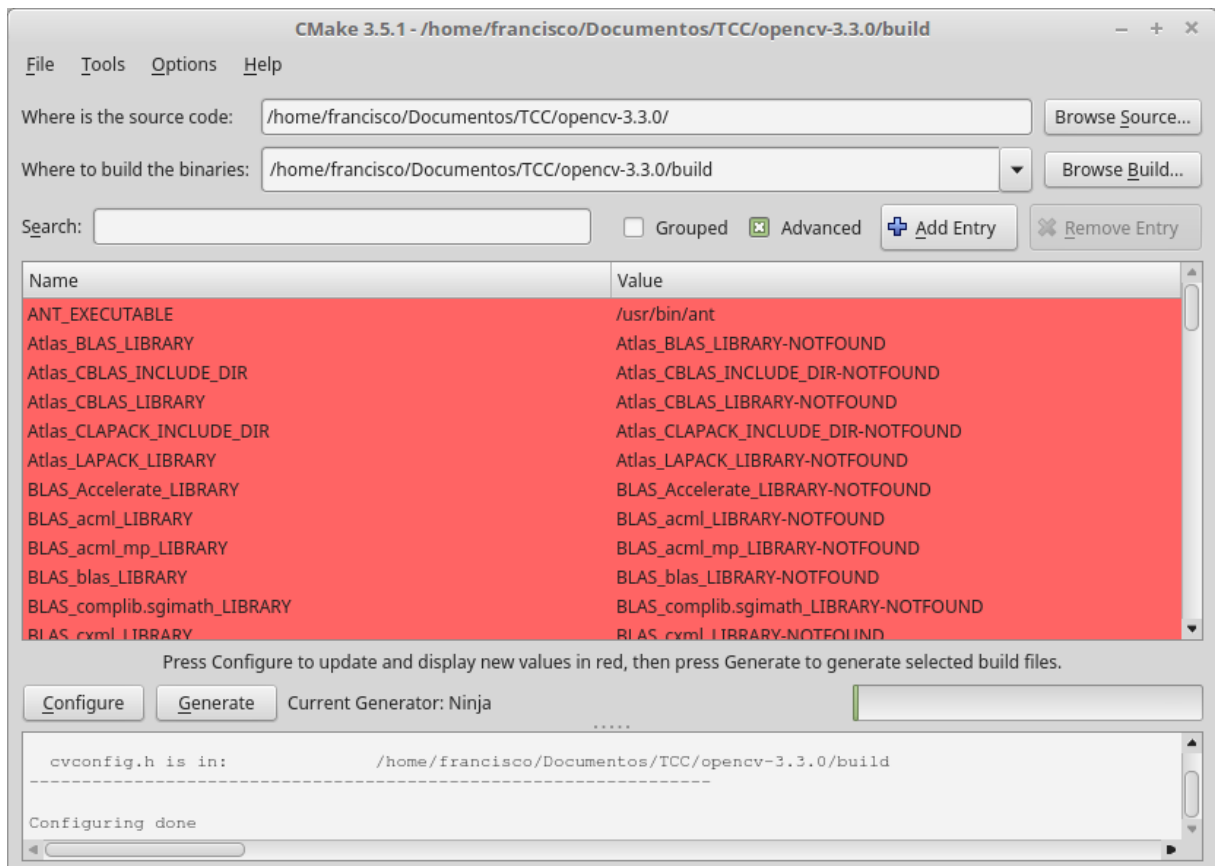 CMake 3.5.1 - /home/francisco/Documentos/TCC/opencv-3.3.0/build
File Tools Options Help
Where is the source code: /home/francisco/Documentos/TCC/opencv-3.3.0/ Browse Source...
Where to build the binaries: /home/francisco/Documentos/TCC/opencv-3.3.0/build Browse Build...
Search: Grouped Advanced Add Entry Remove Entry
Name Value
ANT_EXECUTABLE /usr/bin/ant
Atlas_BLAS_LIBRARY Atlas_BLAS_LIBRARY-NOTFOUND
Atlas_CBLAS_INCLUDE_DIR Atlas_CBLAS_INCLUDE_DIR-NOTFOUND
Atlas_CBLAS_LIBRARY Atlas_CBLAS_LIBRARY-NOTFOUND
Atlas_CLAPACK_INCLUDE_DIR Atlas_CLAPACK_INCLUDE_DIR-NOTFOUND
Atlas_LAPACK_LIBRARY Atlas_LAPACK_LIBRARY-NOTFOUND
BLAS_Accelerate_LIBRARY BLAS_Accelerate_LIBRARY-NOTFOUND
BLAS_acml_LIBRARY BLAS_acml_LIBRARY-NOTFOUND
BLAS_acml_mp_LIBRARY BLAS_acml_mp_LIBRARY-NOTFOUND
BLAS_blas_LIBRARY BLAS_blas_LIBRARY-NOTFOUND
BLAS_complib.sgimath_LIBRARY BLAS_complib.sgimath_LIBRARY-NOTFOUND
BLAS_cxml_LIBRARY BLAS_cxml_LIBRARY-NOTFOUND
Press Configure to update and display new values in red, then press Generate to generate selected build files.
Configure Generate Current Generator: Ninja
cvconfig.h is in: /home/francisco/Documentos/TCC/opencv-3.3.0/build
-----------------------------------------------------------------
Configuring done